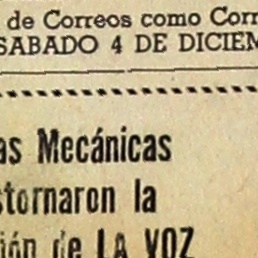 de Correos como Corr
SABADO 4 DE DICIEM
as Mecánicas
stornaron la
ión de LA VOZ